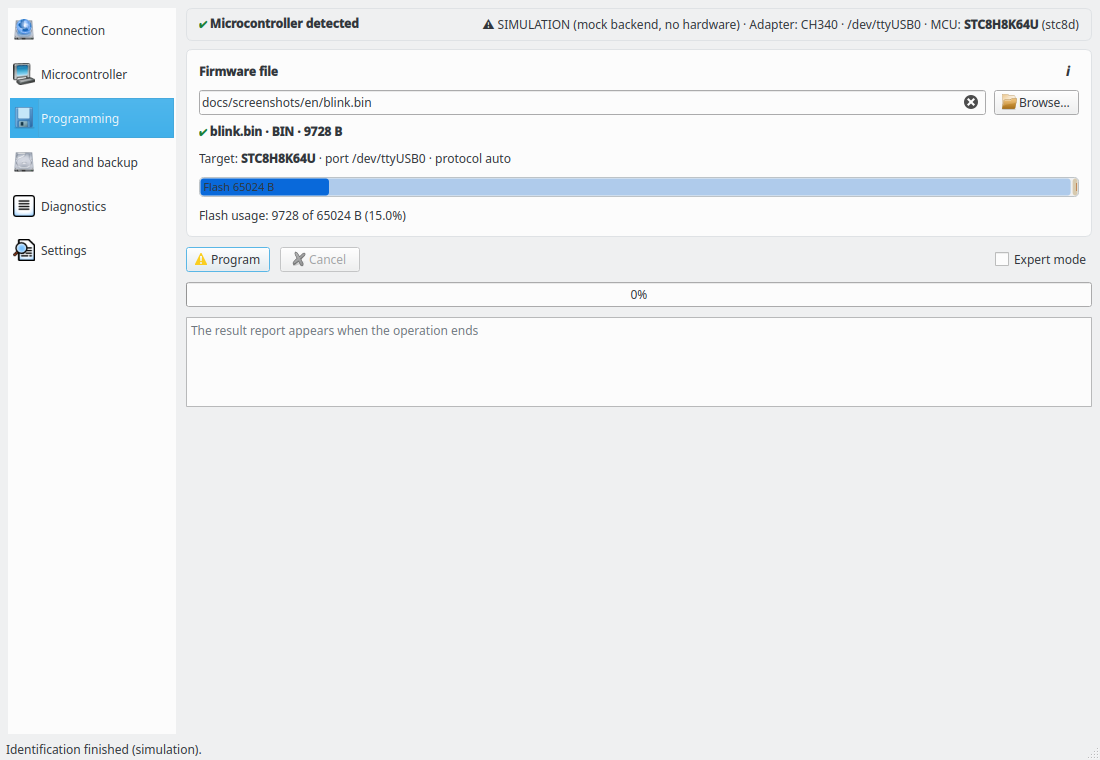 Connection
Microcontroller
Programming
Read and backup
Diagnostics
Settings
✔ Microcontroller detected
⚠ SIMULATION (mock backend, no hardware) · Adapter: CH340 · /dev/ttyUSB0 · MCU: STC8H8K64U (stc8d)
Firmware file
i
docs/screenshots/en/blink.bin
Browse...
✔ blink.bin · BIN · 9728 B
Target: STC8H8K64U · port /dev/ttyUSB0 · protocol auto
Flash 65024 B
Flash usage: 9728 of 65024 B (15.0%)
Program
Cancel
Expert mode
0%
The result report appears when the operation ends
Identification finished (simulation).